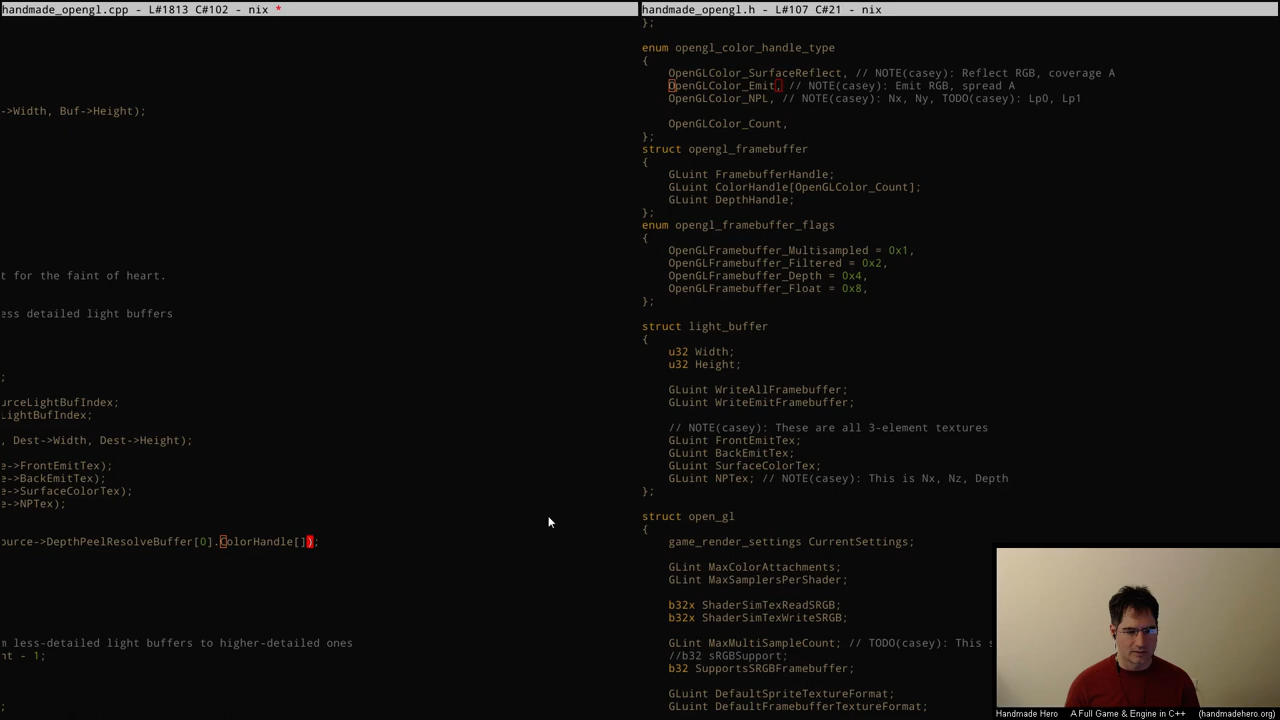 handmade_opengl.cpp - L#1813 C#102 - nix *
->Width, Buf->Height);
t for the faint of heart.
ess detailed light buffers
;
urceLightBufIndex;
LightBufIndex;
, Dest->Width, Dest->Height);
e->FrontEmitTex);
e->BackEmitTex);
e->SurfaceColorTex);
e->NPTex);
ource->DepthPeelResolveBuffer[0].ColorHandle[]);
m less-detailed light buffers to higher-detailed ones
nt - 1;
;
handmade_opengl.h - L#107 C#21 - nix
};
enum opengl_color_handle_type
{
OpenGLColor_SurfaceReflect, // NOTE(casey): Reflect RGB, coverage A
OpenGLColor_Emit, // NOTE(casey): Emit RGB, spread A
OpenGLColor_NPL, // NOTE(casey): Nx, Ny, TODO(casey): Lp0, Lp1
OpenGLColor_Count,
};
struct opengl_framebuffer
{
GLuint FramebufferHandle;
GLuint ColorHandle[OpenGLColor_Count];
GLuint DepthHandle;
};
enum opengl_framebuffer_flags
{
OpenGLFramebuffer_Multisampled = 0x1,
OpenGLFramebuffer_Filtered = 0x2,
OpenGLFramebuffer_Depth = 0x4,
OpenGLFramebuffer_Float = 0x8,
};
struct light_buffer
{
u32 Width;
u32 Height;
GLuint WriteAllFramebuffer;
GLuint WriteEmitFramebuffer;
// NOTE(casey): These are all 3-element textures
GLuint FrontEmitTex;
GLuint BackEmitTex;
GLuint SurfaceColorTex;
GLuint NPTex; // NOTE(casey): This is Nx, Nz, Depth
};
struct open_gl
{
game_render_settings CurrentSettings;
GLint MaxColorAttachments;
GLint MaxSamplersPerShader;
b32x ShaderSimTexReadSRGB;
b32x ShaderSimTexWriteSRGB;
GLint MaxMultiSampleCount; // TODO(casey): This s
//b32 sRGBSupport;
b32 SupportsSRGBFramebuffer;
GLuint DefaultSpriteTextureFormat;
GLuint DefaultFramebufferTextureFormat;
Handmade Hero A Full Game & Engine in C++ (handmadehero.org)